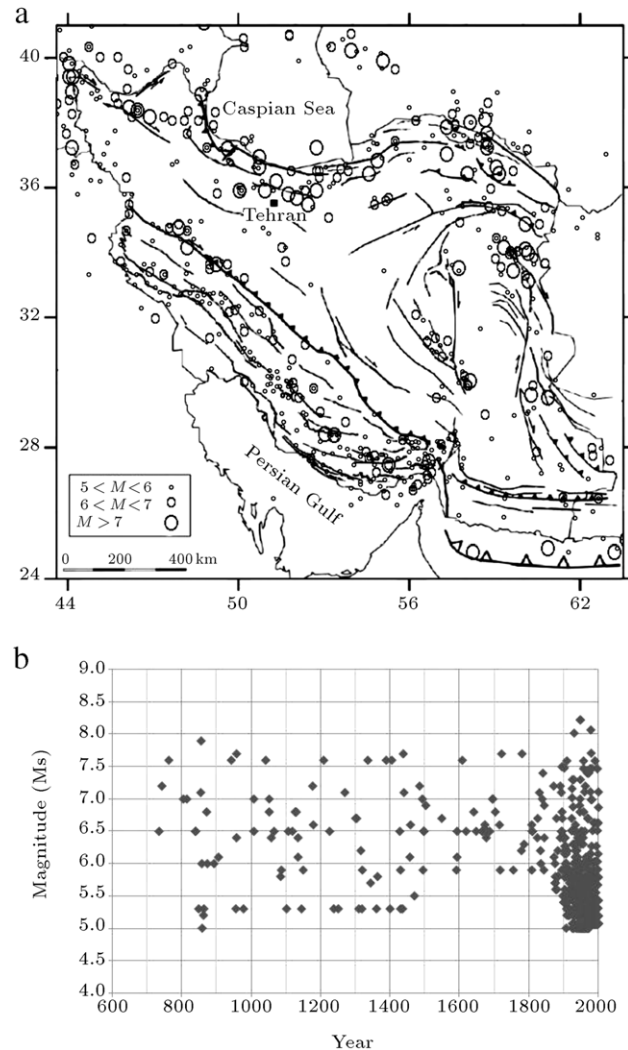 a
40
36
32
28
24
Caspian Sea
Tehran
Persian Gulf
5 < M < 6
6 < M < 7
M > 7
0 200 400 km
44 50 56 62
b
9.0
8.5
8.0
7.5
7.0
6.5
6.0
5.5
5.0
4.5
4.0
Magnitude (Ms)
600 800 1000 1200 1400 1600 1800 2000
Year